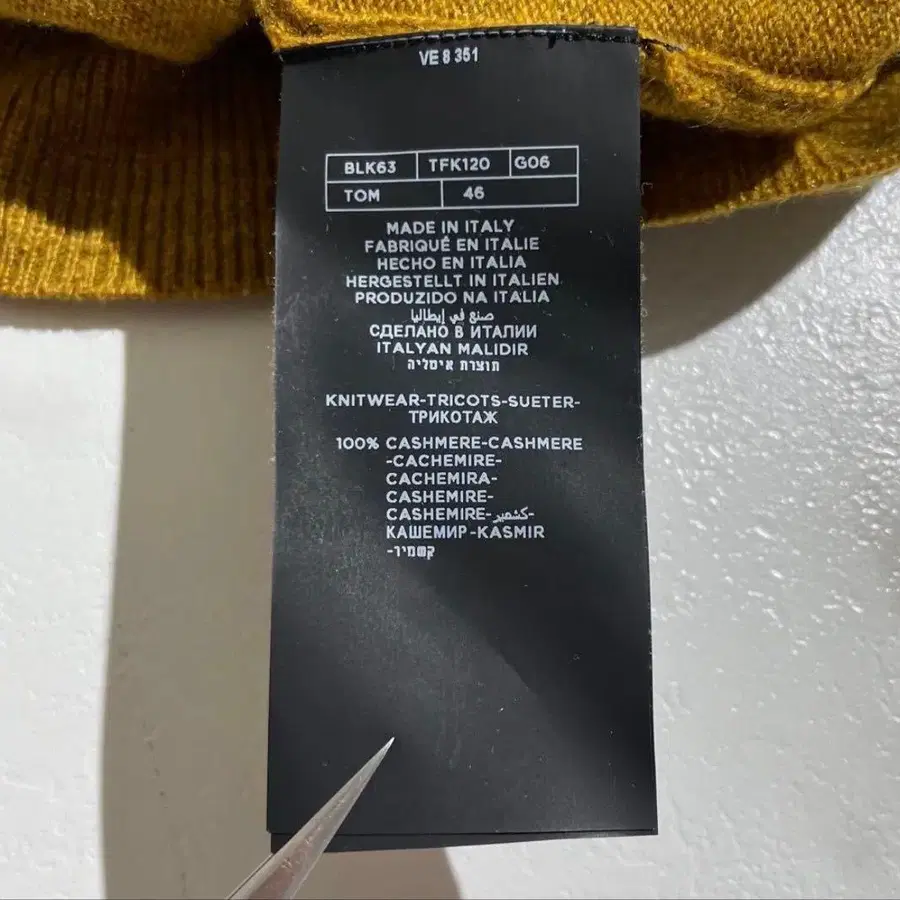 VE 8 351
BLK63 TFK120 G06
TOM 46
MADE IN ITALY
FABRIQUÉ EN ITALIE
HECHO EN ITALIA
HERGESTELLT IN ITALIEN
PRODUZIDO NA ITALIA
صنع في إيطاليا
СДЕЛАНО В ИТАЛИИ
ITALYAN MALIDIR
תוצרת איטליה
KNITWEAR-TRICOTS-SUETER-
ТРИКОТАЖ
100% CASHMERE-CASHMERE
-CACHEMIRE-
CACHEMIRA-
CASHEMIRE-
CASHEMIRE-كشمير-
КАШЕМИР-KASMIR
-קשמיר